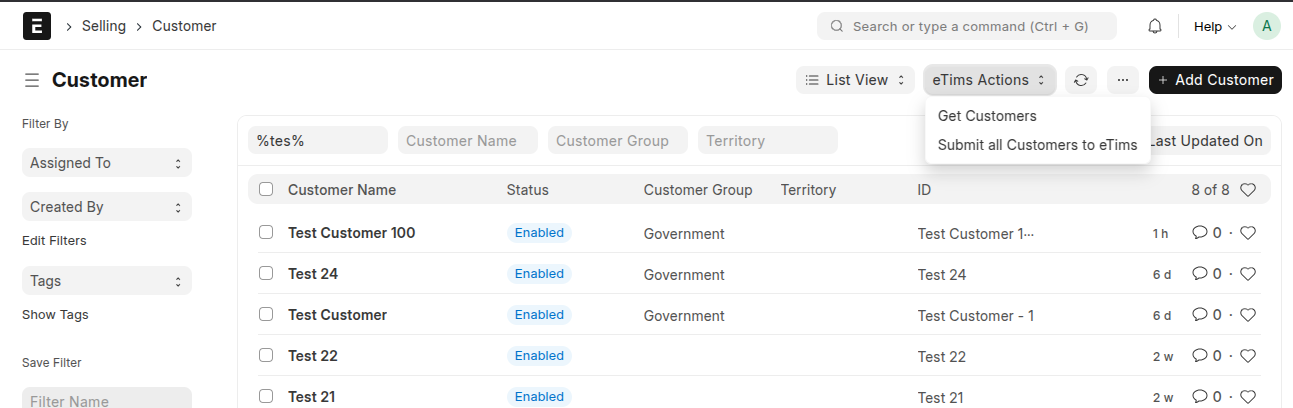 E > Selling > Customer Search or type a command (Ctrl + G) Help A
Customer List View eTims Actions ... + Add Customer
Get Customers
Submit all Customers to eTims
Filter By
Assigned To
Created By
Edit Filters
Tags
Show Tags
Save Filter
Filter Name
%tes% Customer Name Customer Group Territory Last Updated On
Customer Name Status Customer Group Territory ID 8 of 8
Test Customer 100 Enabled Government Test Customer 1... 1 h 0 ·
Test 24 Enabled Government Test 24 6 d 0 ·
Test Customer Enabled Government Test Customer - 1 6 d 0 ·
Test 22 Enabled Test 22 2 w 0 ·
Test 21 Enabled Test 21 2 w 0 ·